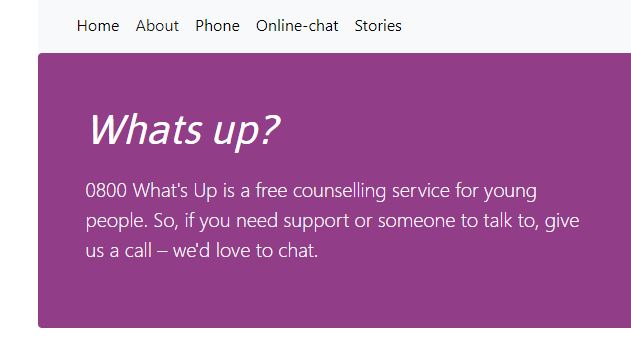 Home About Phone Online-chat Stories
Whats up?
0800 What's Up is a free counselling service for young
people. So, if you need support or someone to talk to, give
us a call – we'd love to chat.